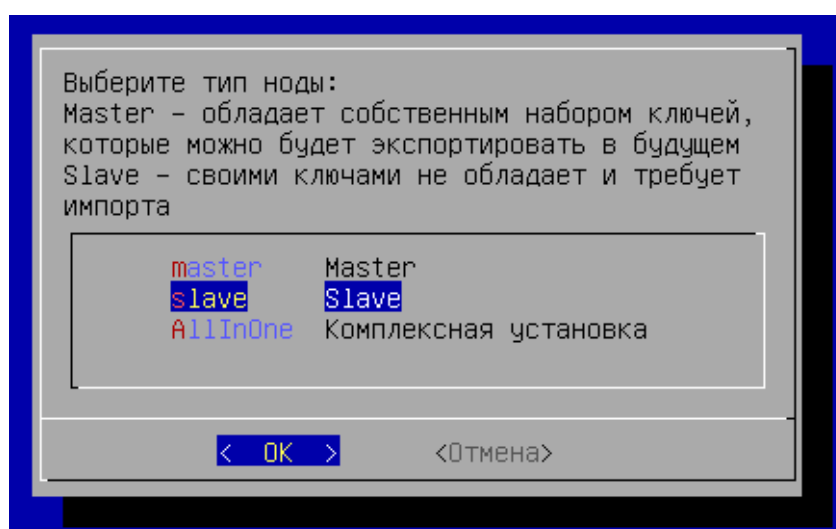 Выберите тип ноды:
Master – обладает собственным набором ключей,
которые можно будет экспортировать в будущем
Slave – своими ключами не обладает и требует
импорта
master Master
slave Slave
AllInOne Комплексная установка
< OK > <Отмена>